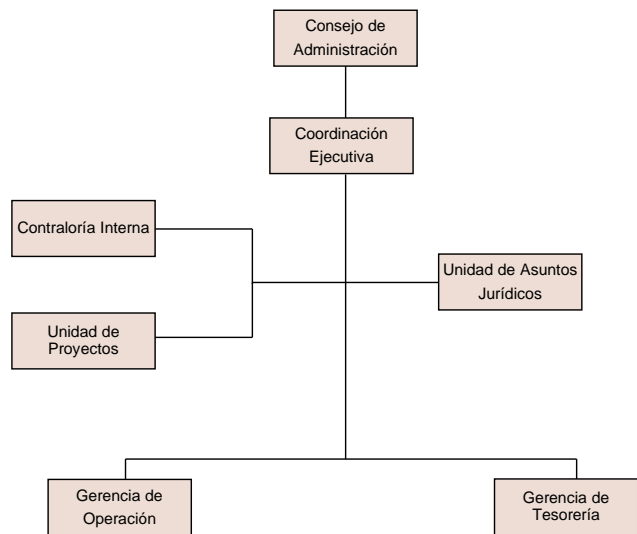 Consejo de
Administración
Coordinación
Ejecutiva
Contraloría Interna
Unidad de Asuntos
Jurídicos
Unidad de
Proyectos
Gerencia de
Operación
Gerencia de
Tesorería